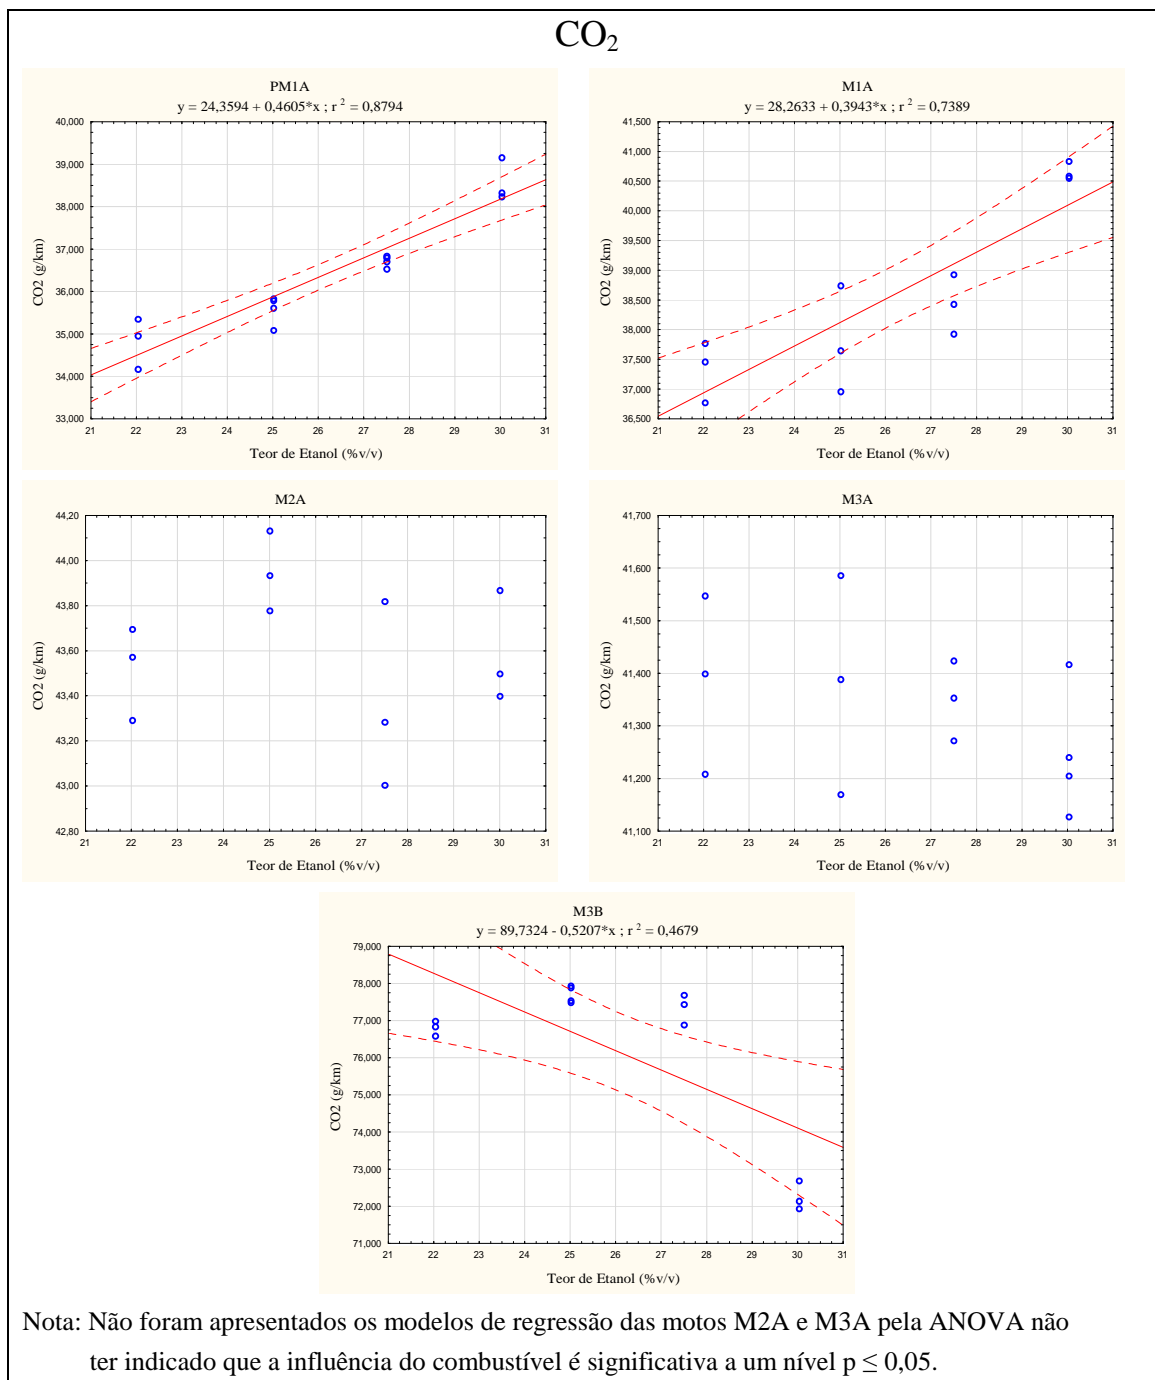 CO2
PM1A
y = 24,3594 + 0,4605*x ; r 2 = 0,8794
40,000
39,000
38,000
37,000
36,000
35,000
34,000
33,000
CO2 (g/km)
21 22 23 24 25 26 27 28 29 30 31
Teor de Etanol (%v/v)
M1A
y = 28,2633 + 0,3943*x ; r 2 = 0,7389
41,500
41,000
40,500
40,000
39,500
39,000
38,500
38,000
37,500
37,000
36,500
CO2 (g/km)
21 22 23 24 25 26 27 28 29 30 31
Teor de Etanol (%v/v)
M2A
44,20
44,00
43,80
43,60
43,40
43,20
43,00
42,80
CO2 (g/km)
21 22 23 24 25 26 27 28 29 30 31
Teor de Etanol (%v/v)
M3A
41,700
41,600
41,500
41,400
41,300
41,200
41,100
CO2 (g/km)
21 22 23 24 25 26 27 28 29 30 31
Teor de Etanol (%v/v)
M3B
y = 89,7324 - 0,5207*x ; r 2 = 0,4679
79,000
78,000
77,000
76,000
75,000
74,000
73,000
72,000
71,000
CO2 (g/km)
21 22 23 24 25 26 27 28 29 30 31
Teor de Etanol (%v/v)
Nota: Não foram apresentados os modelos de regressão das motos M2A e M3A pela ANOVA não
ter indicado que a influência do combustível é significativa a um nível p ≤ 0,05.